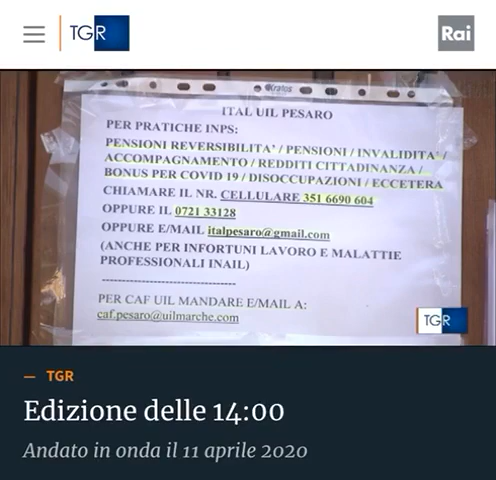 TGR
Rai
Kratos
ITAL UIL PESARO
PER PRATICHE INPS:
PENSIONI REVERSIBILITA' / PENSIONI / INVALIDITA' /
ACCOMPAGNAMENTO / REDDITI CITTADINANZA /
BONUS PER COVID 19 / DISOCCUPAZIONI / ECCETERA
CHIAMARE IL NR. CELLULARE 351 6690 604
OPPURE IL 0721 33128
OPPURE E/MAIL italpesaro@gmail.com
(ANCHE PER INFORTUNI LAVORO E MALATTIE
PROFESSIONALI INAIL)
--------------------------------
PER CAF UIL MANDARE E/MAIL A:
caf.pesaro@uilmarche.com
TGR
— TGR
Edizione delle 14:00
Andato in onda il 11 aprile 2020